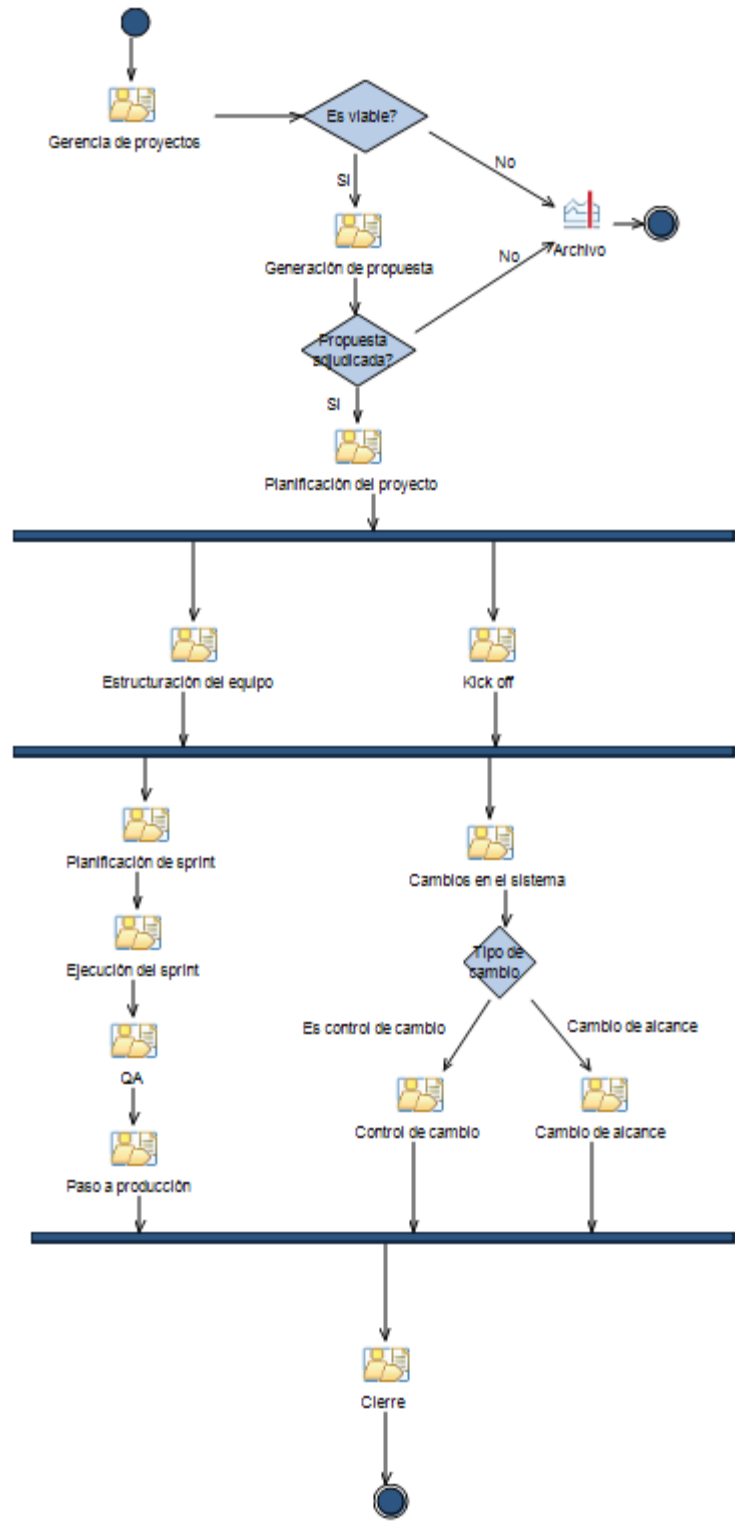 Gerencia de proyectos
Es viable?
No
SI
Archivo
Generación de propuesta
No
Propuesta
adjudicada?
SI
Planificación del proyecto
Estructuración del equipo
Kick off
Planificación de sprint
Cambios en el sistema
Ejecución del sprint
Tipo de
cambio
Es control de cambio
Cambio de alcance
QA
Control de cambio
Cambio de alcance
Paso a producción
Cierre